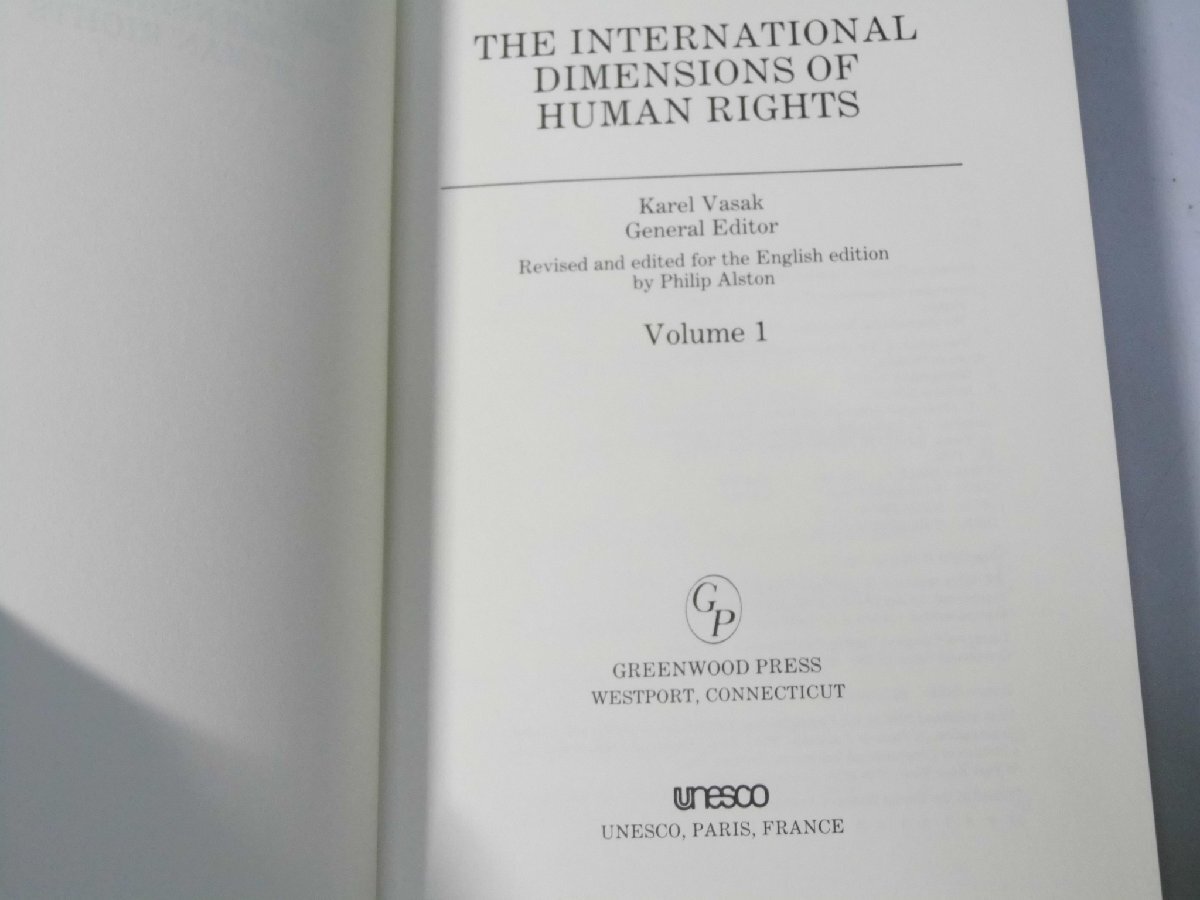 THE INTERNATIONAL
DIMENSIONS OF
HUMAN RIGHTS
Karel Vasak
General Editor
Revised and edited for the English edition
by Philip Alston
Volume 1
GP
GREENWOOD PRESS
WESTPORT, CONNECTICUT
unesco
UNESCO, PARIS, FRANCE